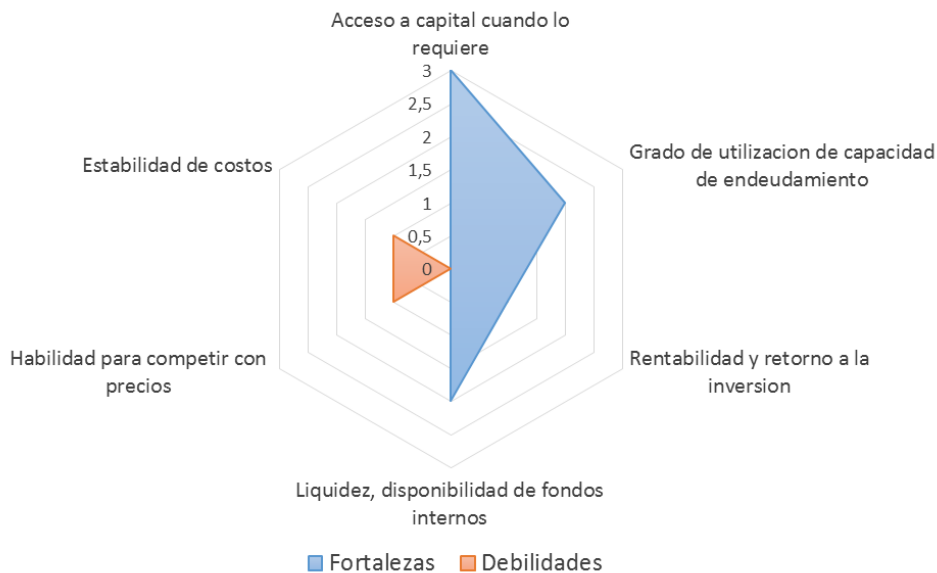 Acceso a capital cuando lo
requiere
3
2,5
2
1,5
1
0,5
0
Grado de utilizacion de capacidad
de endeudamiento
Rentabilidad y retorno a la
inversion
Liquidez, disponibilidad de fondos
internos
Habilidad para competir con
precios
Estabilidad de costos
Fortalezas
Debilidades